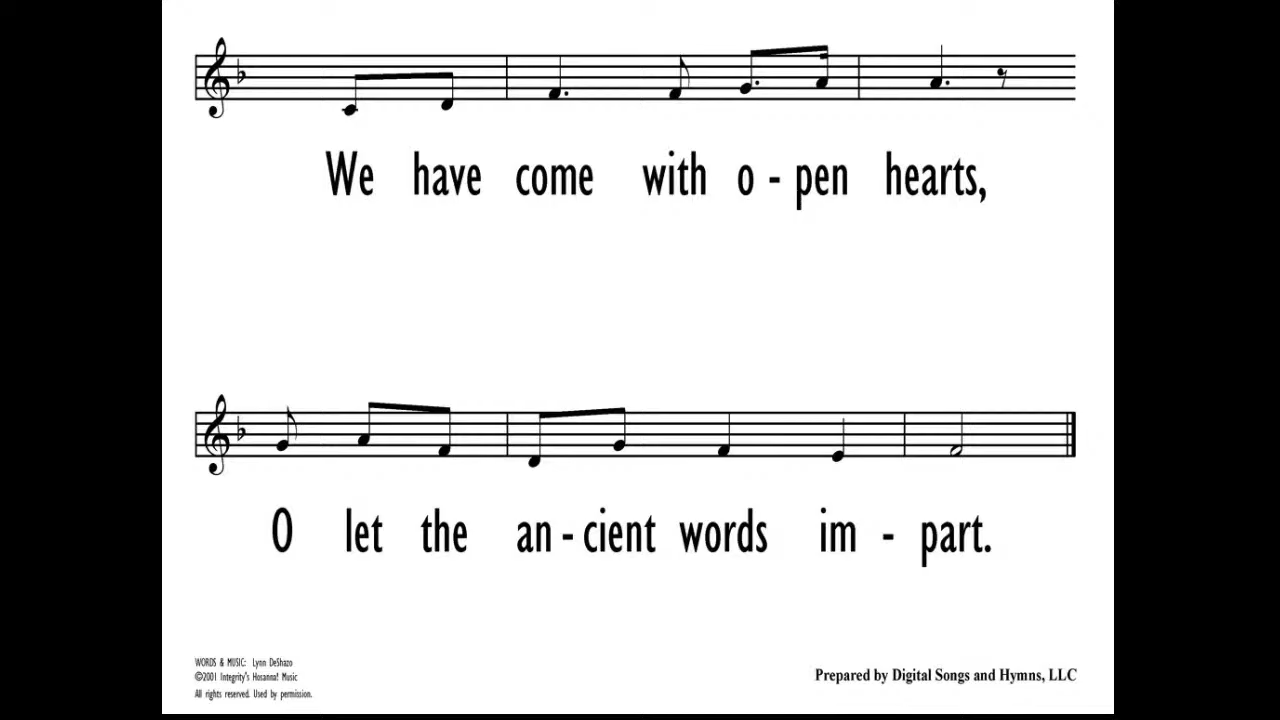 We have come with o - pen hearts,
O let the an - cient words im - part.
WORDS & MUSIC: Lynn DeShazo
©2001 Integrity's Hosanna! Music
All rights reserved. Used by permission.
Prepared by Digital Songs and Hymns, LLC